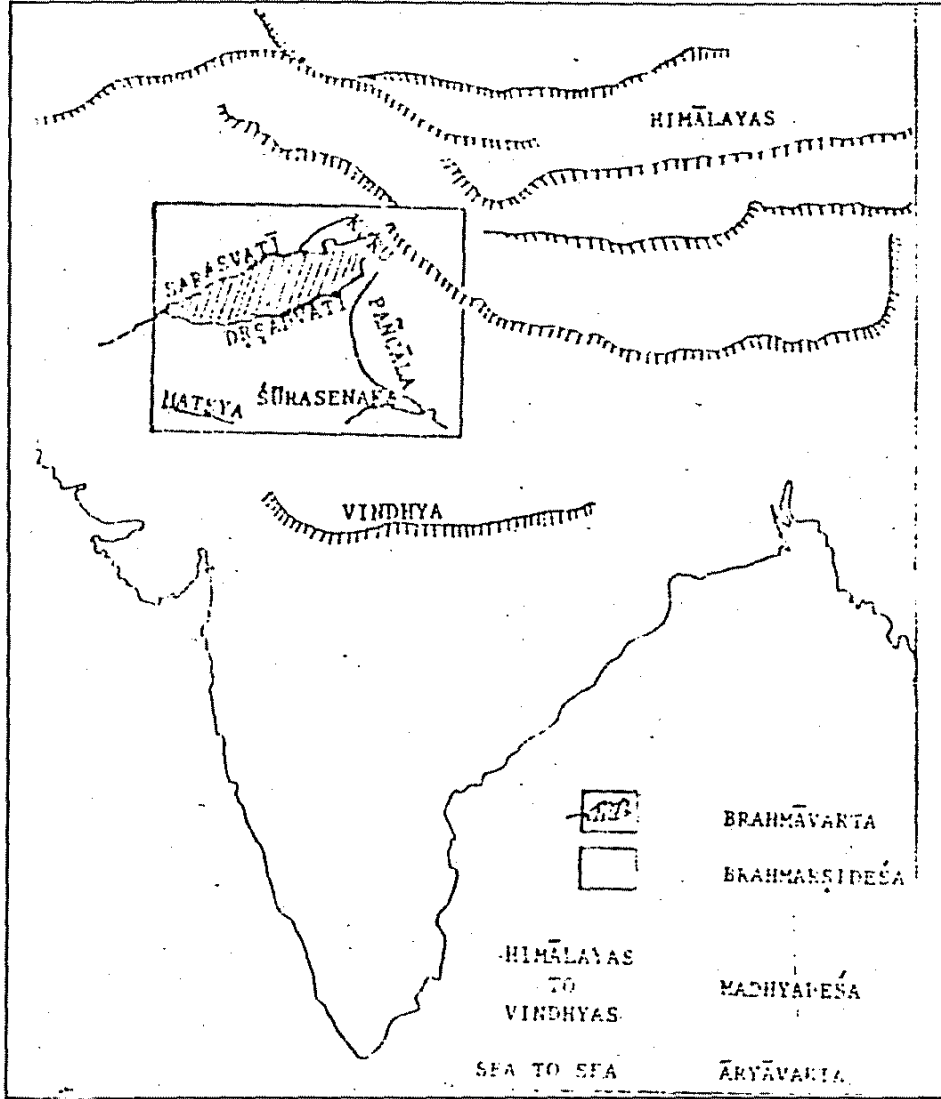 HIMĀLAYAS
KURU
SARASVATĪ
DṚṢADVATĪ
PAÑCĀLA
MATSYA
ŚŪRASENAKA
VINDHYA
BRAHMĀVARTA
BRAHMARṢIDEŚA
HIMĀLAYAS
TO
VINDHYAS
MADHYADEŚA
SEA TO SEA
ĀRYĀVARTA